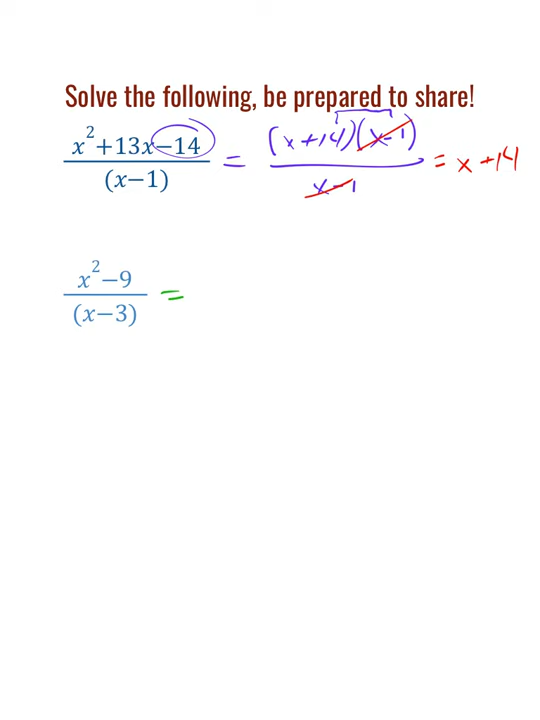 Solve the following, be prepared to share!
x²+13x−14 / (x−1) = (x+14)(x-1) / x-1 = x+14
x²−9 / (x−3) =